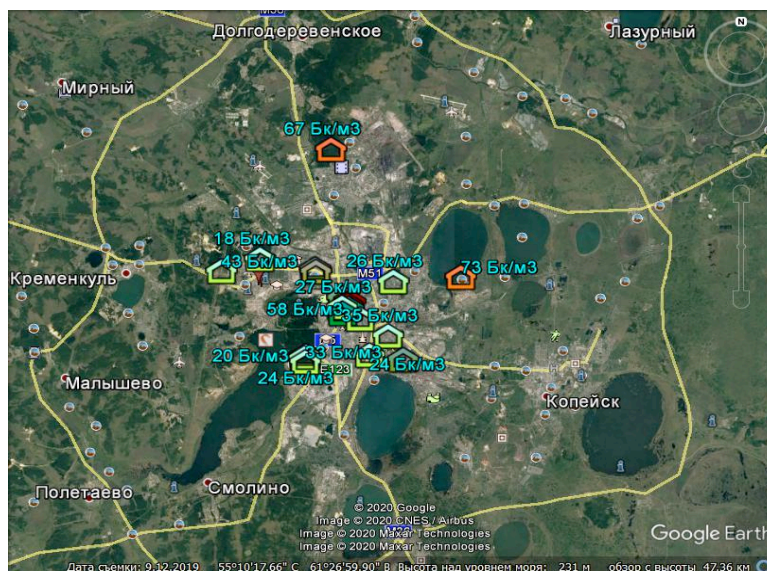 М36
Долгодеревенское
Лазурный
N
Мирный
67 Бк/м3
18 Бк/м3
43 Бк/м3
26 Бк/м3
М51
73 Бк/м3
Кременкуль
27 Бк/м3
58 Бк/м3
35 Бк/м3
20 Бк/м3
33 Бк/м3
24 Бк/м3
E123
24 Бк/м3
Малышево
Копейск
Полетаево
Смолино
© 2020 Google
Image © 2020 CNES / Airbus
Image © 2020 Maxar Technologies
Image © 2020 Maxar Technologies
М36
Google Earth
Дата съемки: 9.12.2019 55°10'17.66" С 61°26'59.90" В Высота над уровнем моря: 231 м обзор с высоты 47.36 км